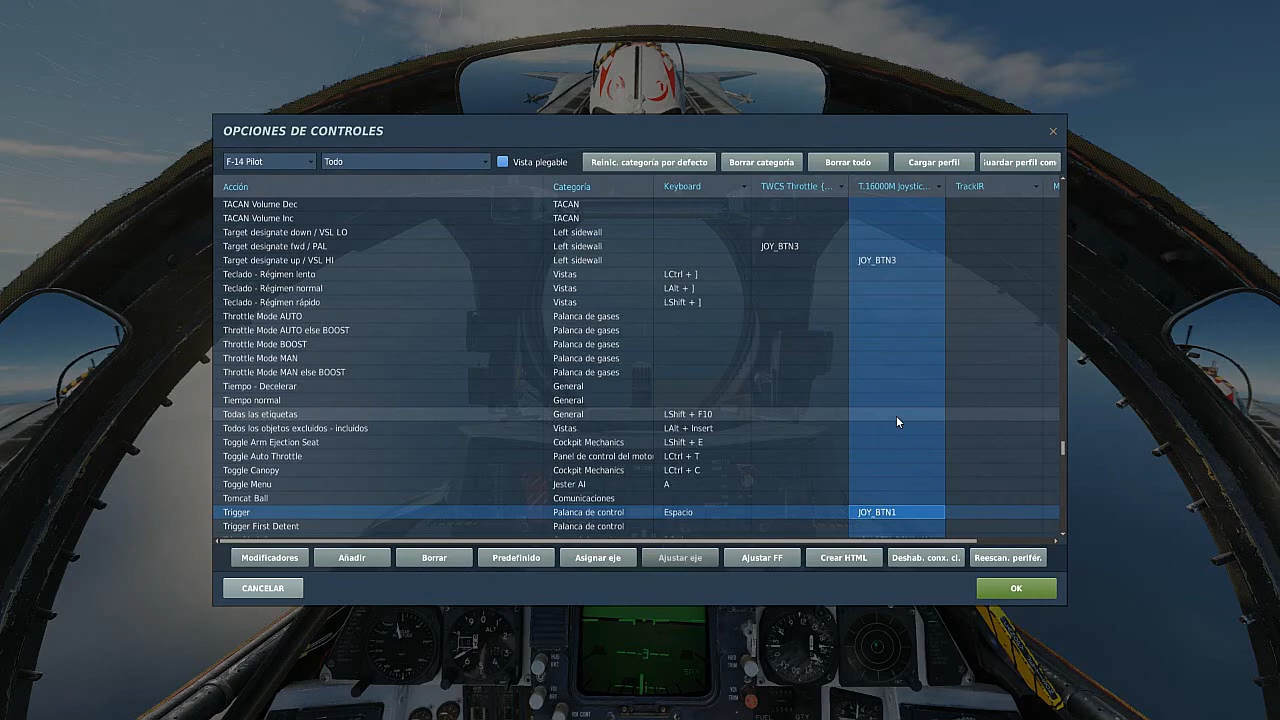 OPCIONES DE CONTROLES
F-14 Pilot Todo Vista plegable Reinic. categoría por defecto Borrar categoría Borrar todo Cargar perfil uardar perfil com
Acción Categoría Keyboard TWCS Throttle {... T.16000M Joystic... TrackIR M
TACAN Volume Dec TACAN
TACAN Volume Inc TACAN
Target designate down / VSL LO Left sidewall
Target designate fwd / PAL Left sidewall JOY_BTN3
Target designate up / VSL HI Left sidewall JOY_BTN3
Teclado - Régimen lento Vistas LCtrl + ]
Teclado - Régimen normal Vistas LAlt + ]
Teclado - Régimen rápido Vistas LShift + ]
Throttle Mode AUTO Palanca de gases
Throttle Mode AUTO else BOOST Palanca de gases
Throttle Mode BOOST Palanca de gases
Throttle Mode MAN Palanca de gases
Throttle Mode MAN else BOOST Palanca de gases
Tiempo - Decelerar General
Tiempo normal General
Todas las etiquetas General LShift + F10
Todos los objetos excluidos - incluidos Vistas LAlt + Insert
Toggle Arm Ejection Seat Cockpit Mechanics LShift + E
Toggle Auto Throttle Panel de control del motor LCtrl + T
Toggle Canopy Cockpit Mechanics LCtrl + C
Toggle Menu Jester AI A
Tomcat Ball Comunicaciones
Trigger Palanca de control Espacio JOY_BTN1
Trigger First Detent Palanca de control
Modificadores Añadir Borrar Predefinido Asignar eje Ajustar eje Ajustar FF Crear HTML Deshab. conx. cl. Reescan. perifér.
CANCELAR OK
ALT